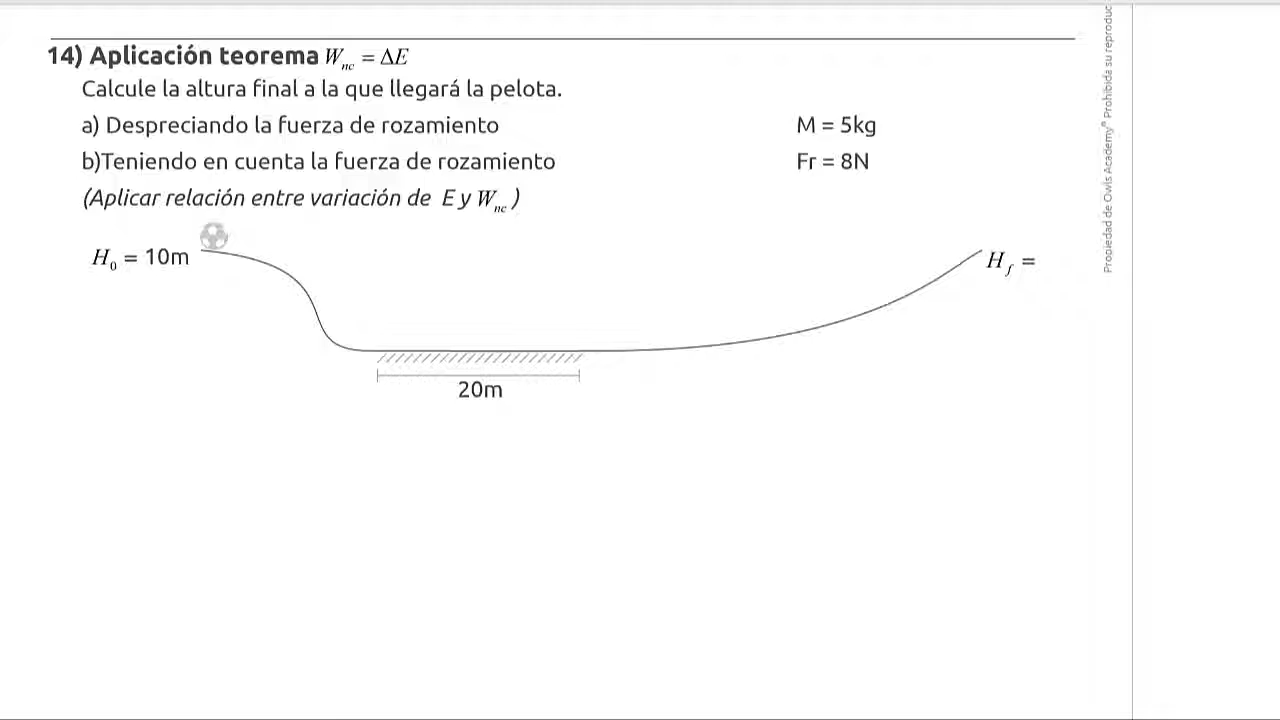 14) Aplicación teorema W_nc = ΔE
Calcule la altura final a la que llegará la pelota.
a) Despreciando la fuerza de rozamiento
M = 5kg
b)Teniendo en cuenta la fuerza de rozamiento
Fr = 8N
(Aplicar relación entre variación de E y W_nc )
H_0 = 10m
H_f =
20m
Propiedad de Owls Academy® Prohibida su reproduc